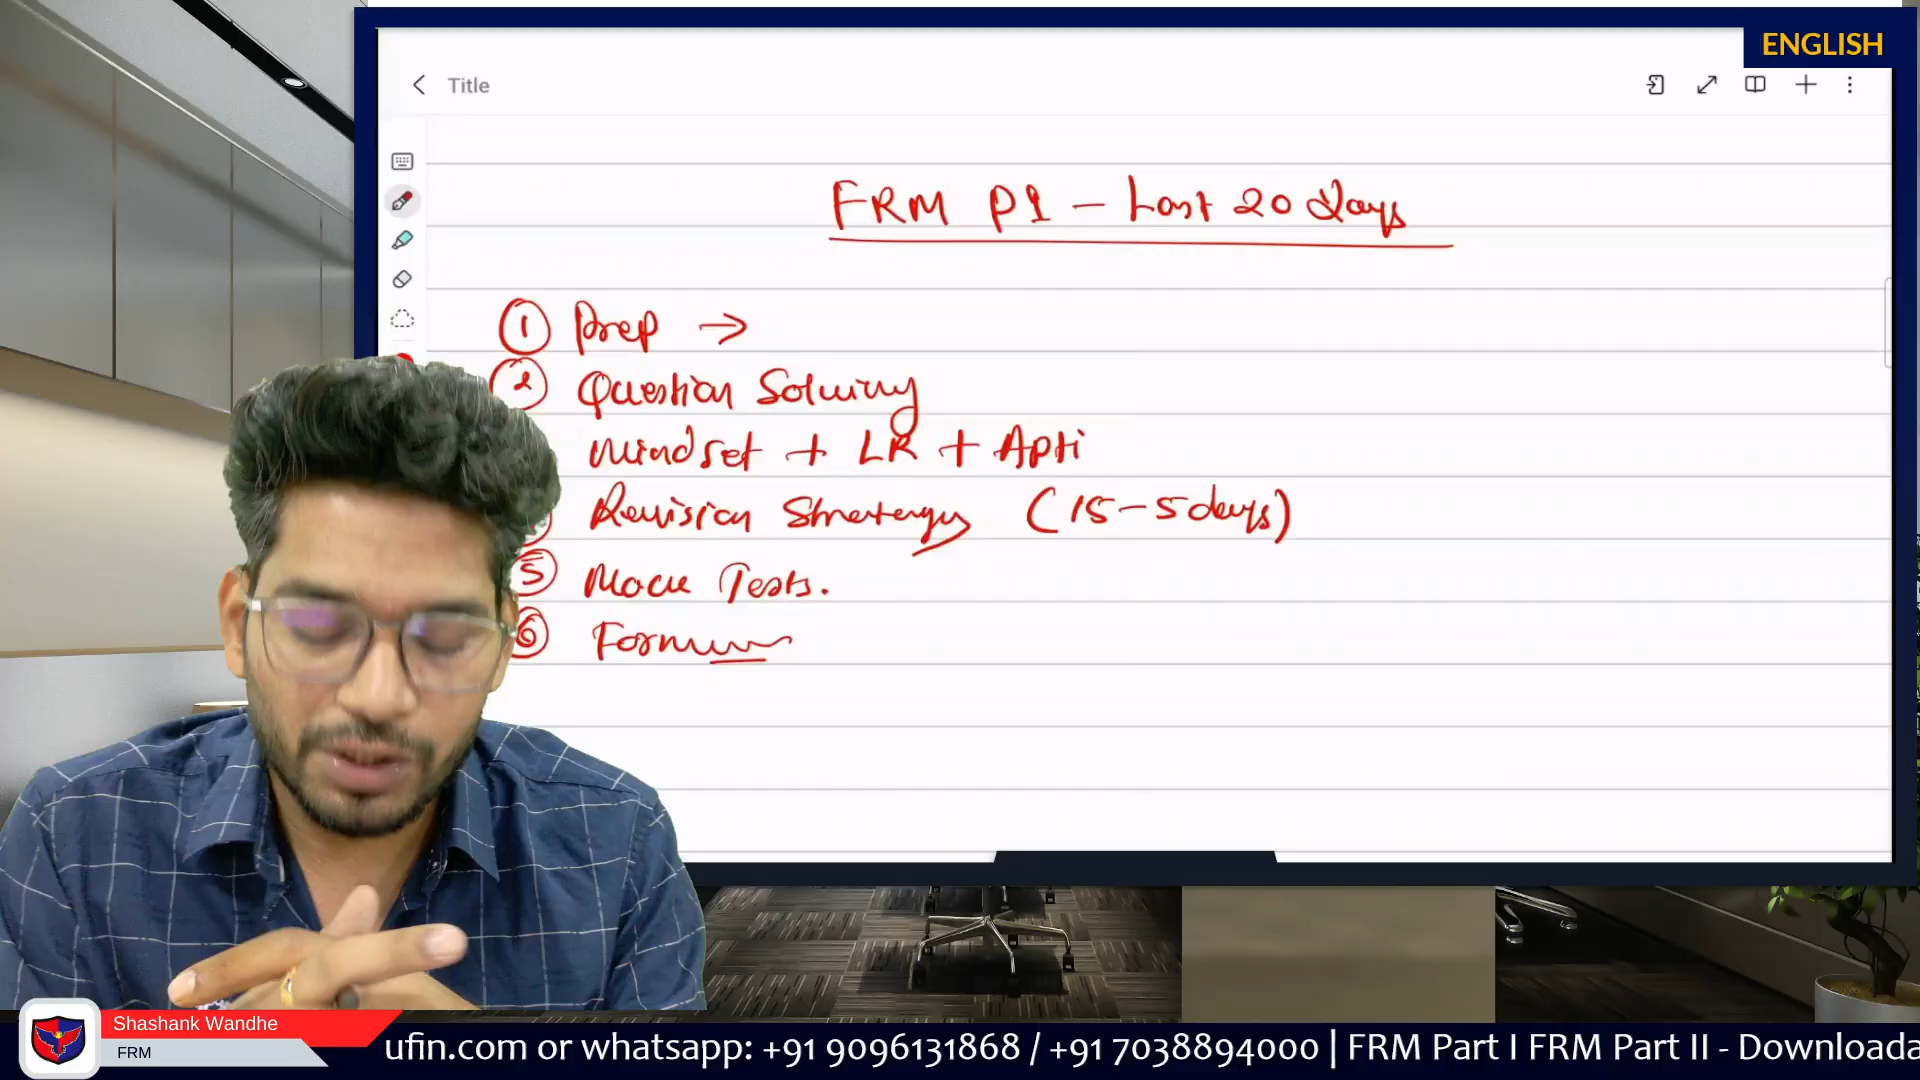 ENGLISH
Title
FRM P1 - Last 20 days
① Prep →
② Question Solving
Mindset + LR + Apti
Revision Strategy (15-5 days)
⑤ Mock Tests.
⑥
Shashank Wandhe
FRM
ufin.com or whatsapp: +91 9096131868 / +91 7038894000 | FRM Part I FRM Part II - Downloada